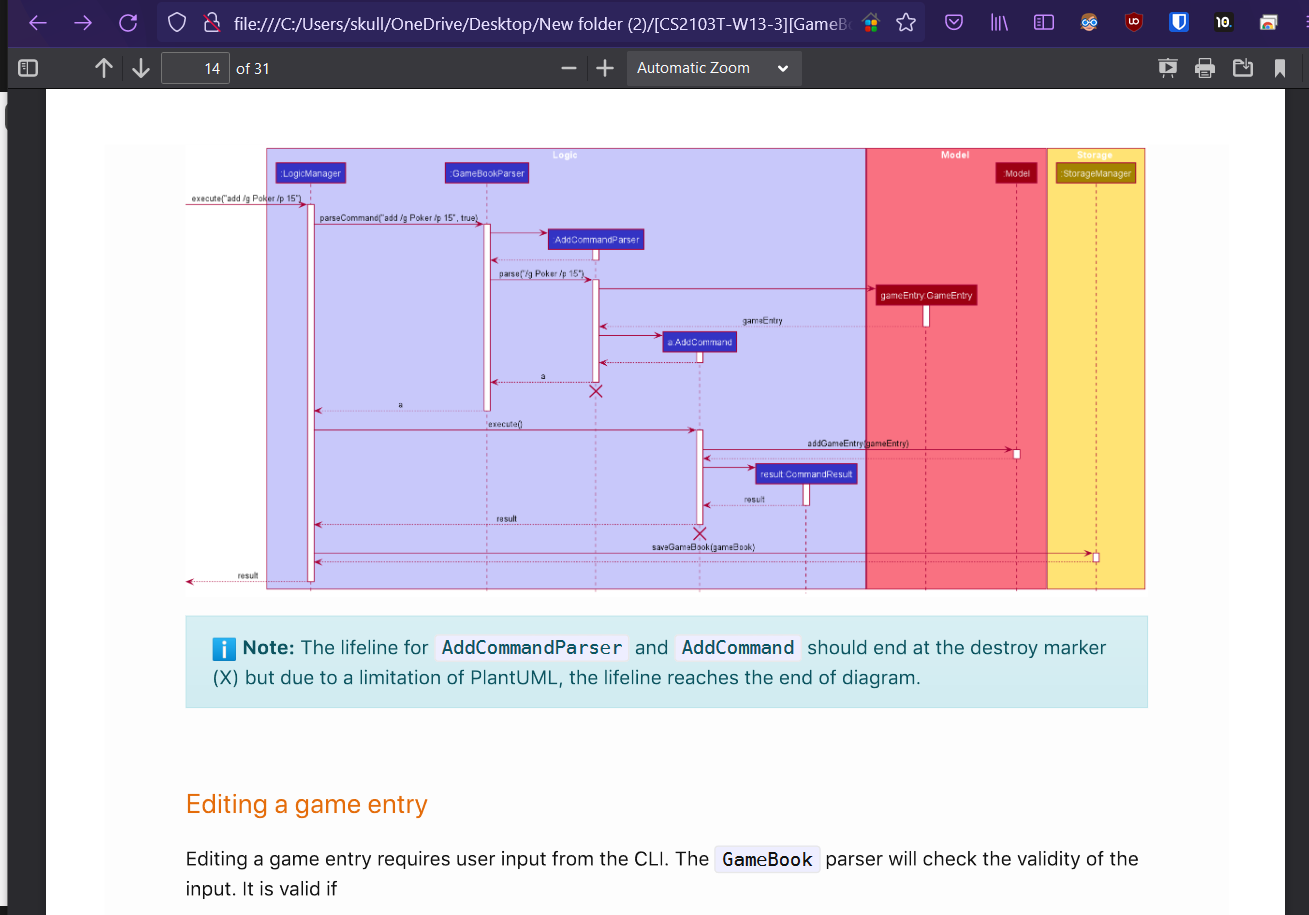 file:///C:/Users/skull/OneDrive/Desktop/New folder (2)/[CS2103T-W13-3][GameB
14 of 31
Automatic Zoom
Logic
Model
Storage
:LogicManager
:GameBookParser
:Model
:StorageManager
execute("add /g Poker /p 15")
parseCommand("add /g Poker /p 15", true)
:AddCommandParser
parse("/g Poker /p 15")
gameEntry:GameEntry
gameEntry
a:AddCommand
a
a
execute()
addGameEntry(gameEntry)
result:CommandResult
result
result
saveGameBook(gameBook)
result
Note: The lifeline for AddCommandParser and AddCommand should end at the destroy marker
(X) but due to a limitation of PlantUML, the lifeline reaches the end of diagram.
Editing a game entry
Editing a game entry requires user input from the CLI. The GameBook parser will check the validity of the
input. It is valid if